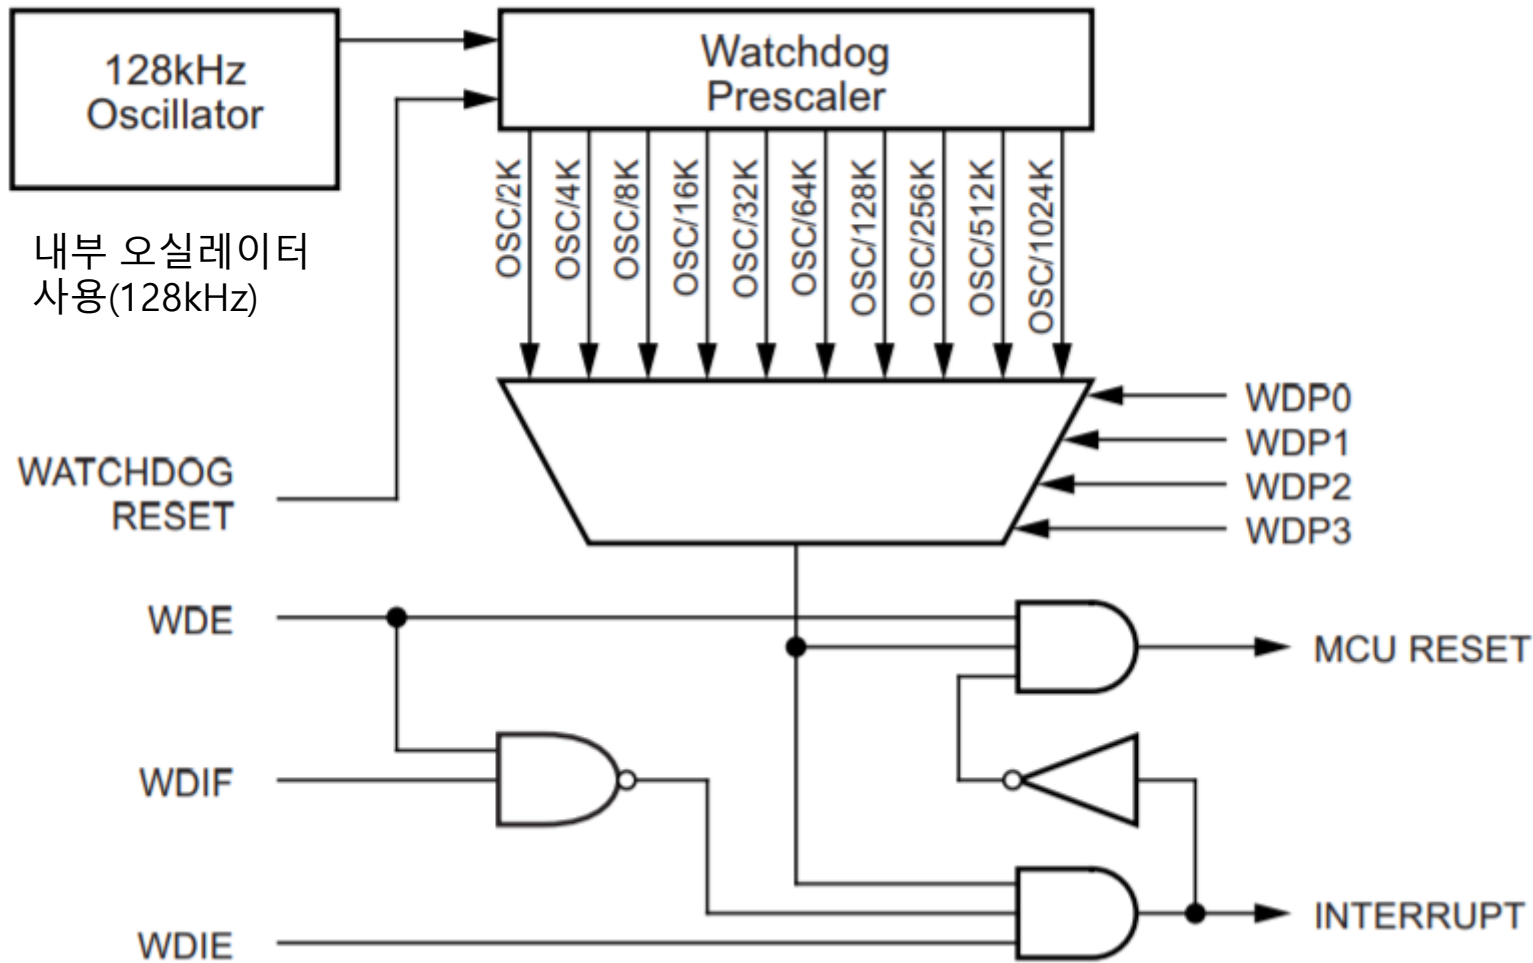 128kHz
Oscillator
Watchdog
Prescaler
내부 오실레이터
사용(128kHz)
OSC/2K
OSC/4K
OSC/8K
OSC/16K
OSC/32K
OSC/64K
OSC/128K
OSC/256K
OSC/512K
OSC/1024K
WDP0
WDP1
WDP2
WDP3
WATCHDOG
RESET
WDE
MCU RESET
WDIF
INTERRUPT
WDIE